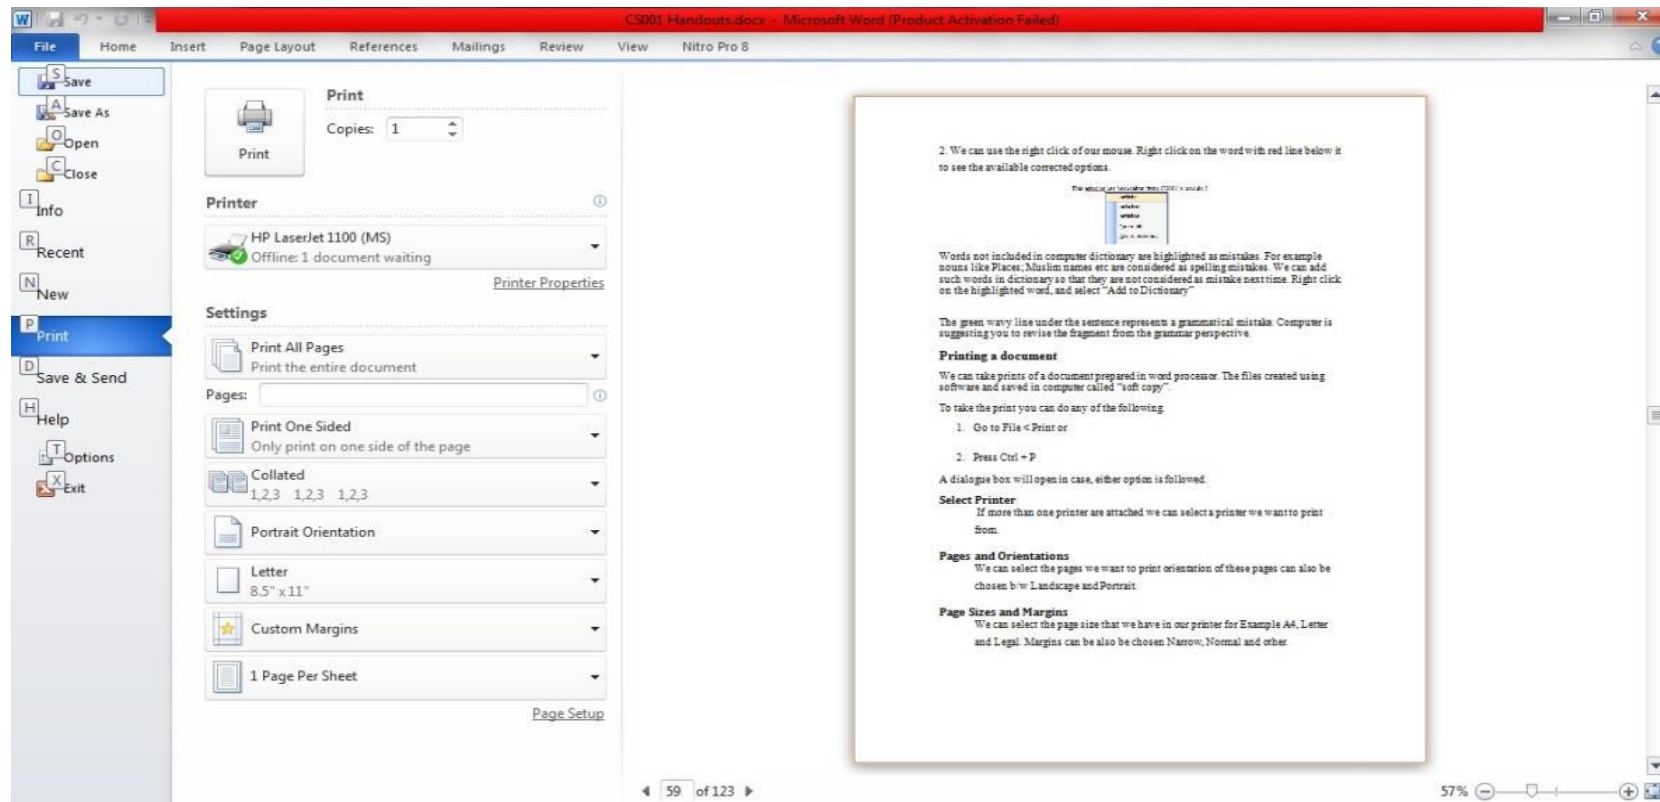 W
CS001 Handouts.docx - Microsoft Word (Product Activation Failed)
File Home Insert Page Layout References Mailings Review View Nitro Pro 8
S Save
A Save As
O Open
C Close
I Info
R Recent
N New
P Print
D Save & Send
H Help
T Options
X Exit
Print
Print
Copies: 1
Printer
HP LaserJet 1100 (MS)
Offline: 1 document waiting
Printer Properties
Settings
Print All Pages
Print the entire document
Pages:
Print One Sided
Only print on one side of the page
Collated
1,2,3 1,2,3 1,2,3
Portrait Orientation
Letter
8.5" x 11"
Custom Margins
1 Page Per Sheet
Page Setup
2. We can use the right click of our mouse. Right click on the word with red line below it
to see the available corrected options.
Words not included in computer dictionary are highlighted as mistakes. For example
nouns like Places; Muslim names etc are considered as spelling mistakes. We can add
such words in dictionary so that they are not considered as mistake next time. Right click
on the highlighted word, and select "Add to Dictionary"
The green wavy line under the sentence represents a grammatical mistake. Computer is
suggesting you to revise the fragment from the grammar perspective.
Printing a document
We can take prints of a document prepared in word processor. The files created using
software and saved in computer called "soft copy".
To take the print you can do any of the following.
1. Go to File < Print or
2. Press Ctrl + P
A dialogue box will open in case, either option is followed.
Select Printer
If more than one printer are attached we can select a printer we want to print
from.
Pages and Orientations
We can select the pages we want to print orientation of these pages can also be
chosen b/w Landscape and Portrait.
Page Sizes and Margins
We can select the page size that we have in our printer for Example A4, Letter
and Legal. Margins can be also be chosen Narrow, Normal and other.
59 of 123
57%